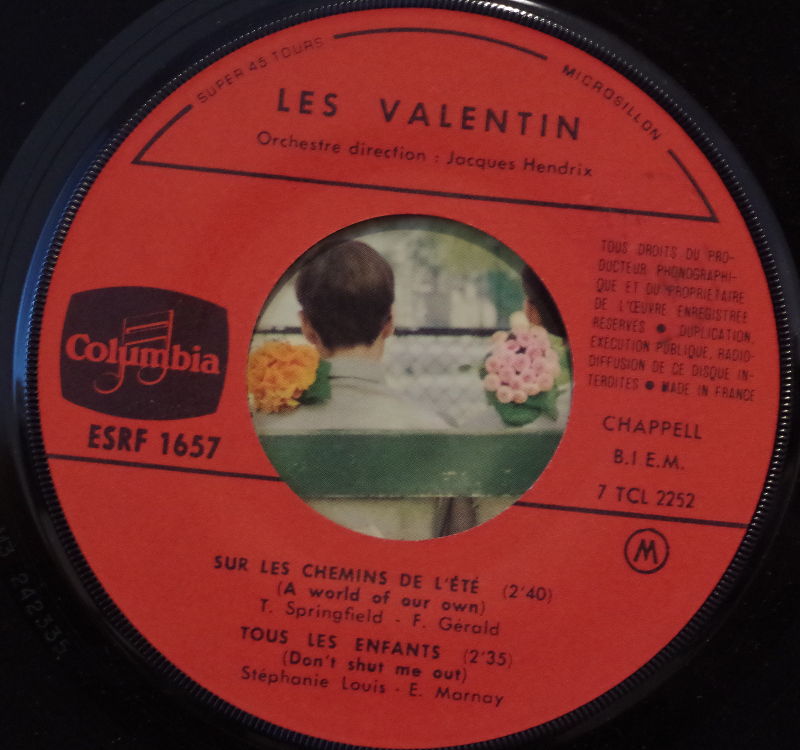 SUPER 45 TOURS
MICROSILLON
LES VALENTIN
Orchestre direction : Jacques Hendrix
TOUS DROITS DU PRO-
DUCTEUR PHONOGRAPHI-
QUE ET DU PROPRIETAIRE
DE L'ŒUVRE ENREGISTREE
RESERVES ● DUPLICATION,
EXECUTION PUBLIQUE, RADIO-
DIFFUSION DE CE DISQUE IN-
TERDITES ● MADE IN FRANCE
Columbia
ESRF 1657
CHAPPELL
B.I E.M.
7 TCL 2252
M
SUR LES CHEMINS DE L'ÉTÉ (2'40)
(A world of our own)
T. Springfield - F. Gérald
TOUS LES ENFANTS (2'35)
(Don't shut me out)
Stéphanie Louis - E. Marnay
M3 242335